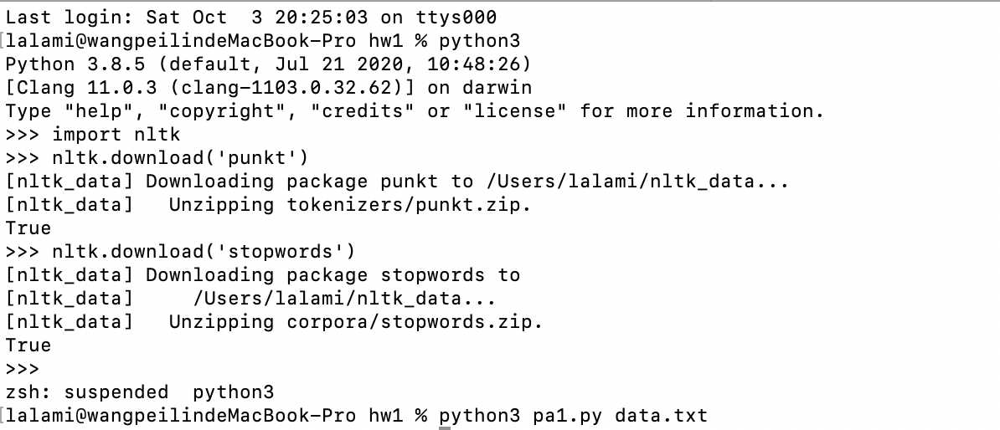 Last login: Sat Oct  3 20:25:03 on ttys000
[lalami@wangpeilindeMacBook-Pro hw1 % python3
Python 3.8.5 (default, Jul 21 2020, 10:48:26)
[Clang 11.0.3 (clang-1103.0.32.62)] on darwin
Type "help", "copyright", "credits" or "license" for more information.
>>> import nltk
>>> nltk.download('punkt')
[nltk_data] Downloading package punkt to /Users/lalami/nltk_data...
[nltk_data]   Unzipping tokenizers/punkt.zip.
True
>>> nltk.download('stopwords')
[nltk_data] Downloading package stopwords to
[nltk_data]     /Users/lalami/nltk_data...
[nltk_data]   Unzipping corpora/stopwords.zip.
True
>>>
zsh: suspended  python3
[lalami@wangpeilindeMacBook-Pro hw1 % python3 pa1.py data.txt